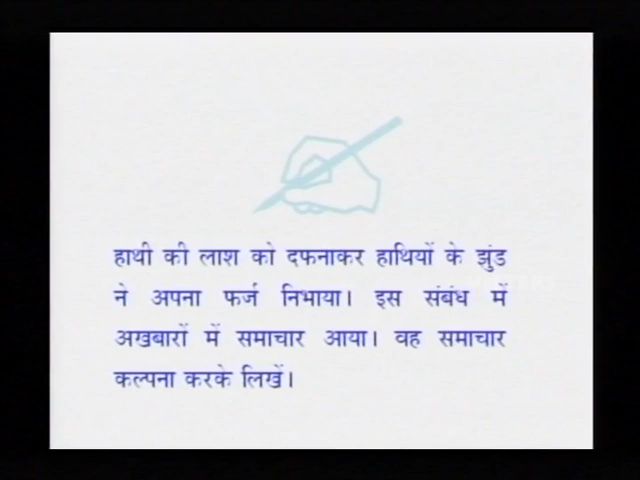 हाथी की लाश को दफनाकर हाथियों के झुंड
ने अपना फर्ज निभाया। इस संबंध में
अखबारों में समाचार आया। वह समाचार
कल्पना करके लिखें।